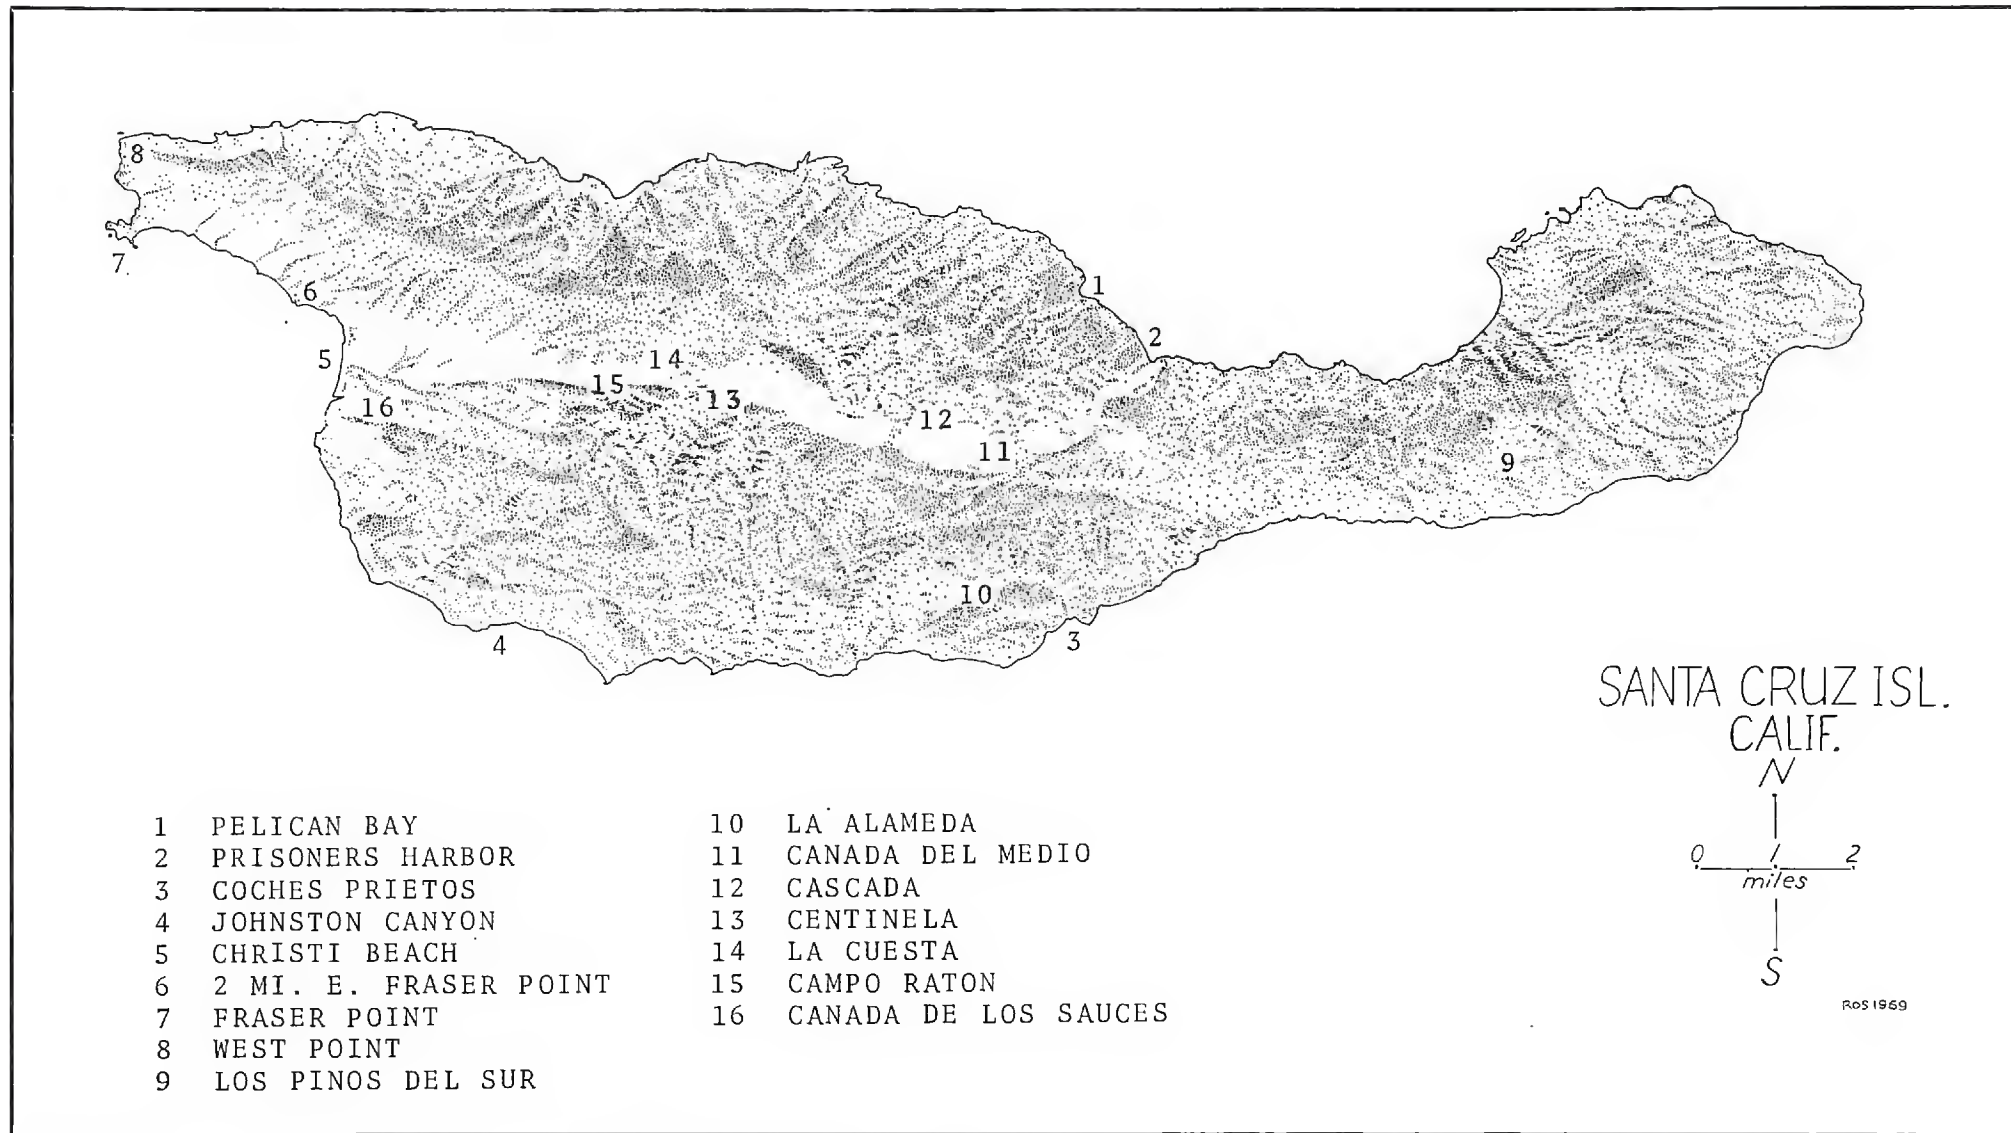 8
7
6
1
5
2
14
15
13
16
12
11
9
10
4
3
SANTA CRUZ ISL.
CALIF.
N
0 1 2
miles
S
ROS 1969
1 PELICAN BAY
2 PRISONERS HARBOR
3 COCHES PRIETOS
4 JOHNSTON CANYON
5 CHRISTI BEACH
6 2 MI. E. FRASER POINT
7 FRASER POINT
8 WEST POINT
9 LOS PINOS DEL SUR
10 LA ALAMEDA
11 CANADA DEL MEDIO
12 CASCADA
13 CENTINELA
14 LA CUESTA
15 CAMPO RATON
16 CANADA DE LOS SAUCES